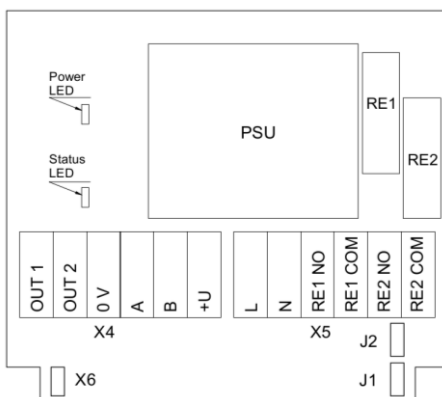 Power
LED
PSU
RE1
RE2
Status
LED
OUT 1
OUT 2
0 V
A
B
+U
L
N
RE1 NO
RE1 COM
RE2 NO
RE2 COM
X4
X5
J2
X6
J1